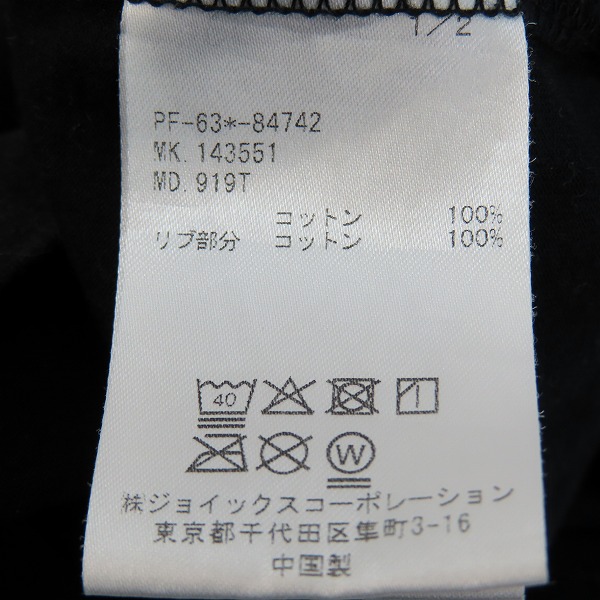 1/2
PF-63*-84742
MK.143551
MD.919T
コットン 100%
リブ部分 コットン 100%
40
W
㈱ジョイックスコーポレーション
東京都千代田区隼町3-16
中国製